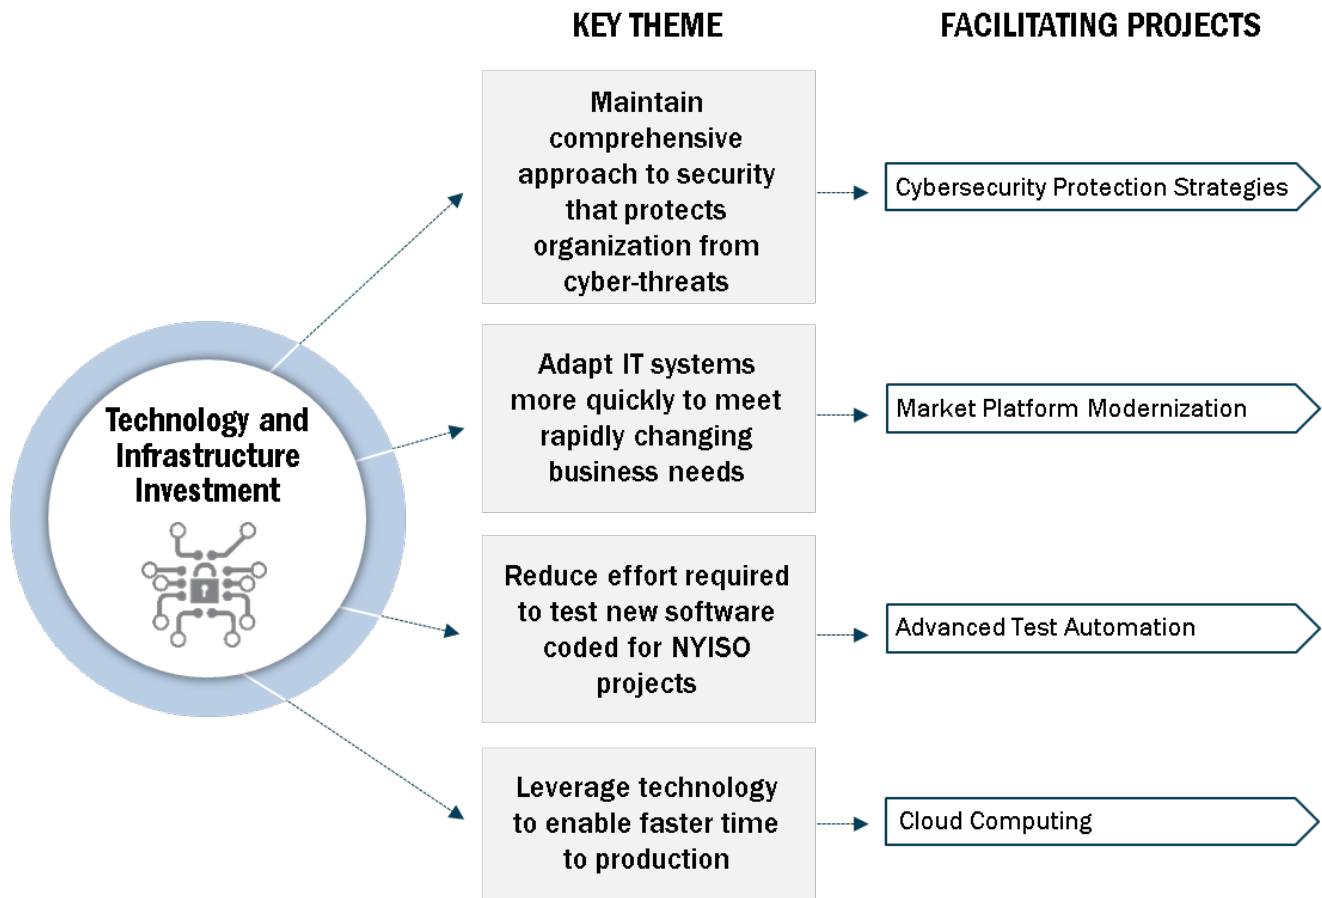 KEY THEME
FACILITATING PROJECTS
Technology and
Infrastructure
Investment
Maintain
comprehensive
approach to security
that protects
organization from
cyber-threats
Cybersecurity Protection Strategies
Adapt IT systems
more quickly to meet
rapidly changing
business needs
Market Platform Modernization
Reduce effort required
to test new software
coded for NYISO
projects
Advanced Test Automation
Leverage technology
to enable faster time
to production
Cloud Computing